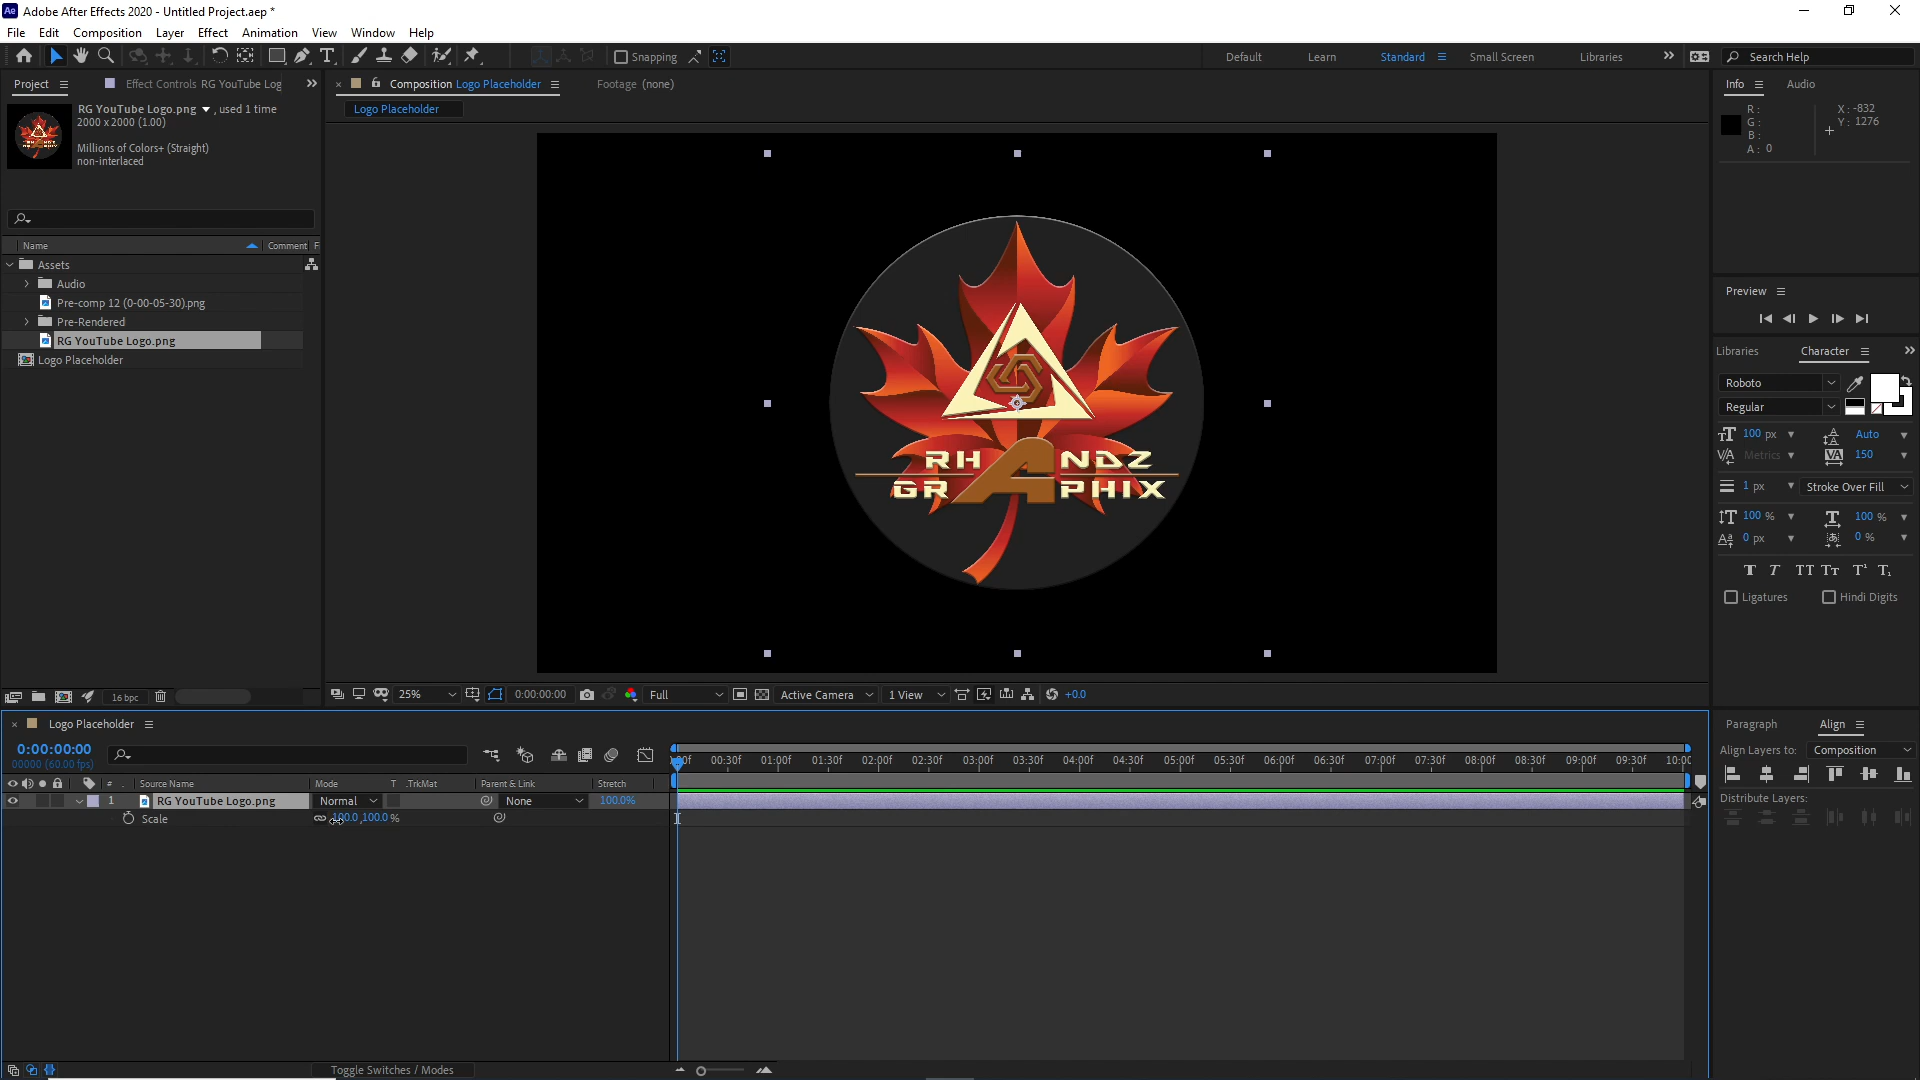 Ae Adobe After Effects 2020 - Untitled Project.aep *
File Edit Composition Layer Effect Animation View Window Help
Snapping Default Learn Standard Small Screen Libraries Search Help
Project Effect Controls RG YouTube Log
Composition Logo Placeholder Footage (none)
Info Audio
RG YouTube Logo.png , used 1 time
2000 x 2000 (1.00)
Millions of Colors+ (Straight)
non-interlaced
Logo Placeholder
R :
G :
B :
A : 0
X : -832
Y : 1276
Name Comment F
Assets
Audio
Pre-comp 12 (0-00-05-30).png
Pre-Rendered
RG YouTube Logo.png
Logo Placeholder
RH A NDZ
GR PHIX
Preview
Libraries Character
Roboto
Regular
100 px Auto
Metrics 150
1 px Stroke Over Fill
100 % 100 %
0 px 0 %
T T TT Tt T¹ T₁
Ligatures Hindi Digits
16 bpc
25% 0:00:00:00 Full Active Camera 1 View +0.0
Logo Placeholder
0:00:00:00
00000 (60.00 fps)
00f 00:30f 01:00f 01:30f 02:00f 02:30f 03:00f 03:30f 04:00f 04:30f 05:00f 05:30f 06:00f 06:30f 07:00f 07:30f 08:00f 08:30f 09:00f 09:30f 10:00
# . Source Name Mode T .TrkMat Parent & Link Stretch
1 RG YouTube Logo.png Normal None 100.0%
Scale 100.0 ,100.0 %
Toggle Switches / Modes
Paragraph Align
Align Layers to: Composition
Distribute Layers: